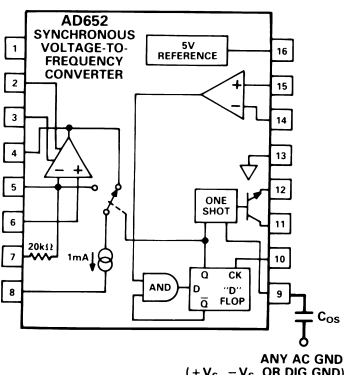 AD652
SYNCHRONOUS
VOLTAGE-TO-
FREQUENCY
CONVERTER
5V
REFERENCE
1
2
3
4
5
6
7
8
16
15
14
13
12
11
10
9
+
−
− +
20kΩ
1mA
ONE
SHOT
AND
Q CK
D "D"
FLOP
Q̅
COS
ANY AC GND
(+VS, −VS, OR DIG GND)